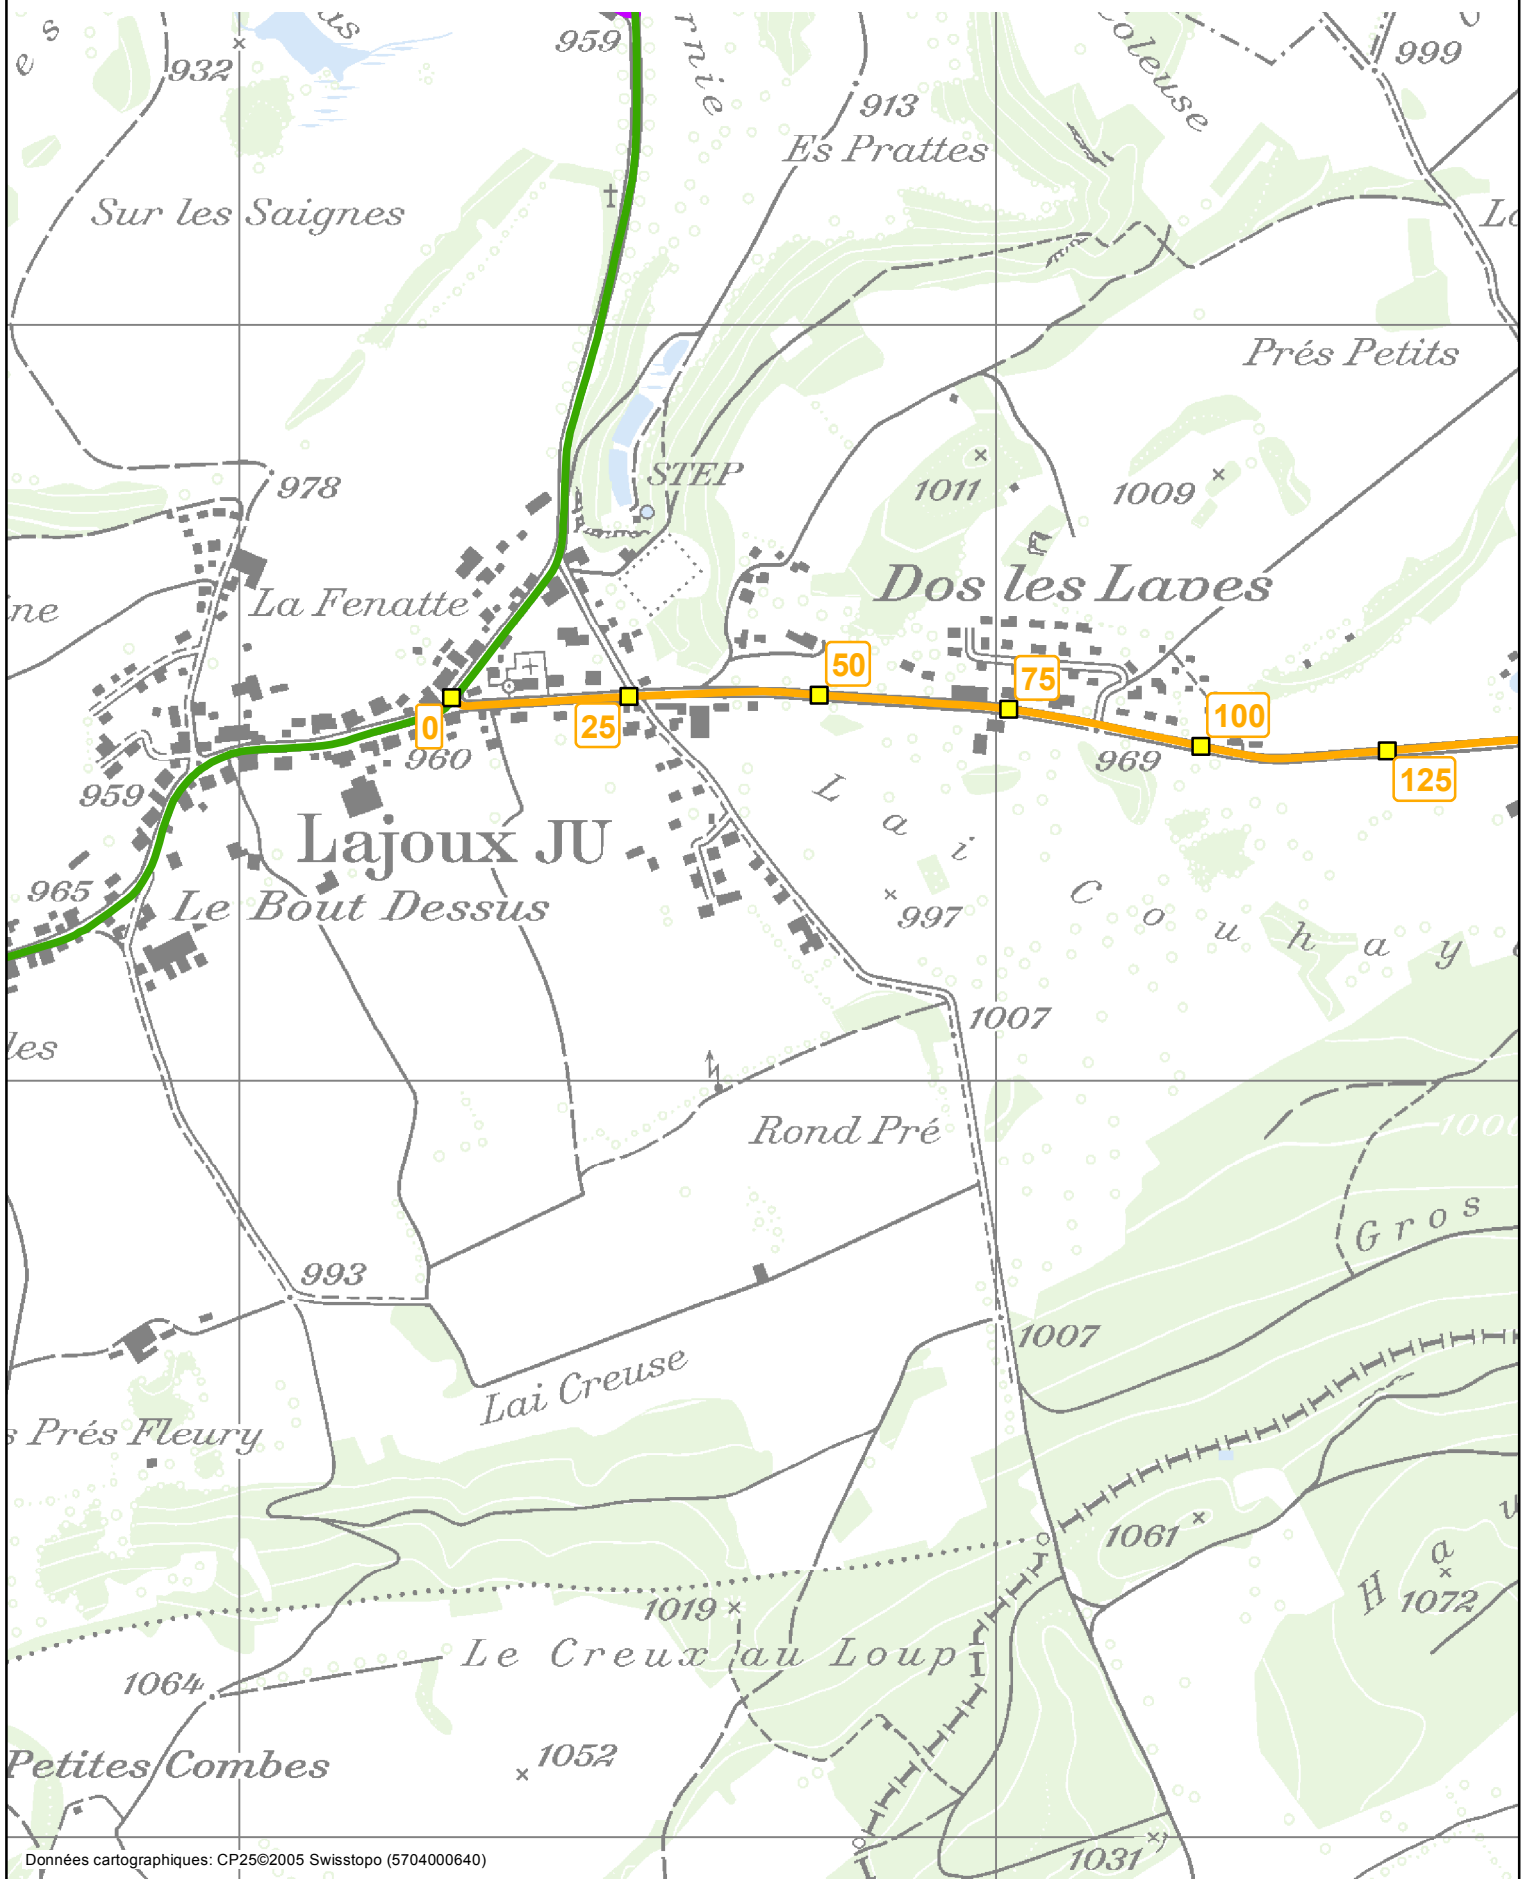 959
999
932
913
Coleuse
Es Prattes
Sur les Saignes
Prés Petits
978
STEP
1011
1009
La Fenatte
Dos les Laves
50
75
0
25
100
960
969
959
125
Lajoux JU
Lai Couhay
965
Le Bout Dessus
997
1007
les
Rond Pré
1000
Gros
993
1007
Lai Creuse
s Prés Fleury
1061
1072
1019
Le Creux au Loup
1064
Petites Combes
1052
1031
Données cartographiques: CP25©2005 Swisstopo (5704000640)